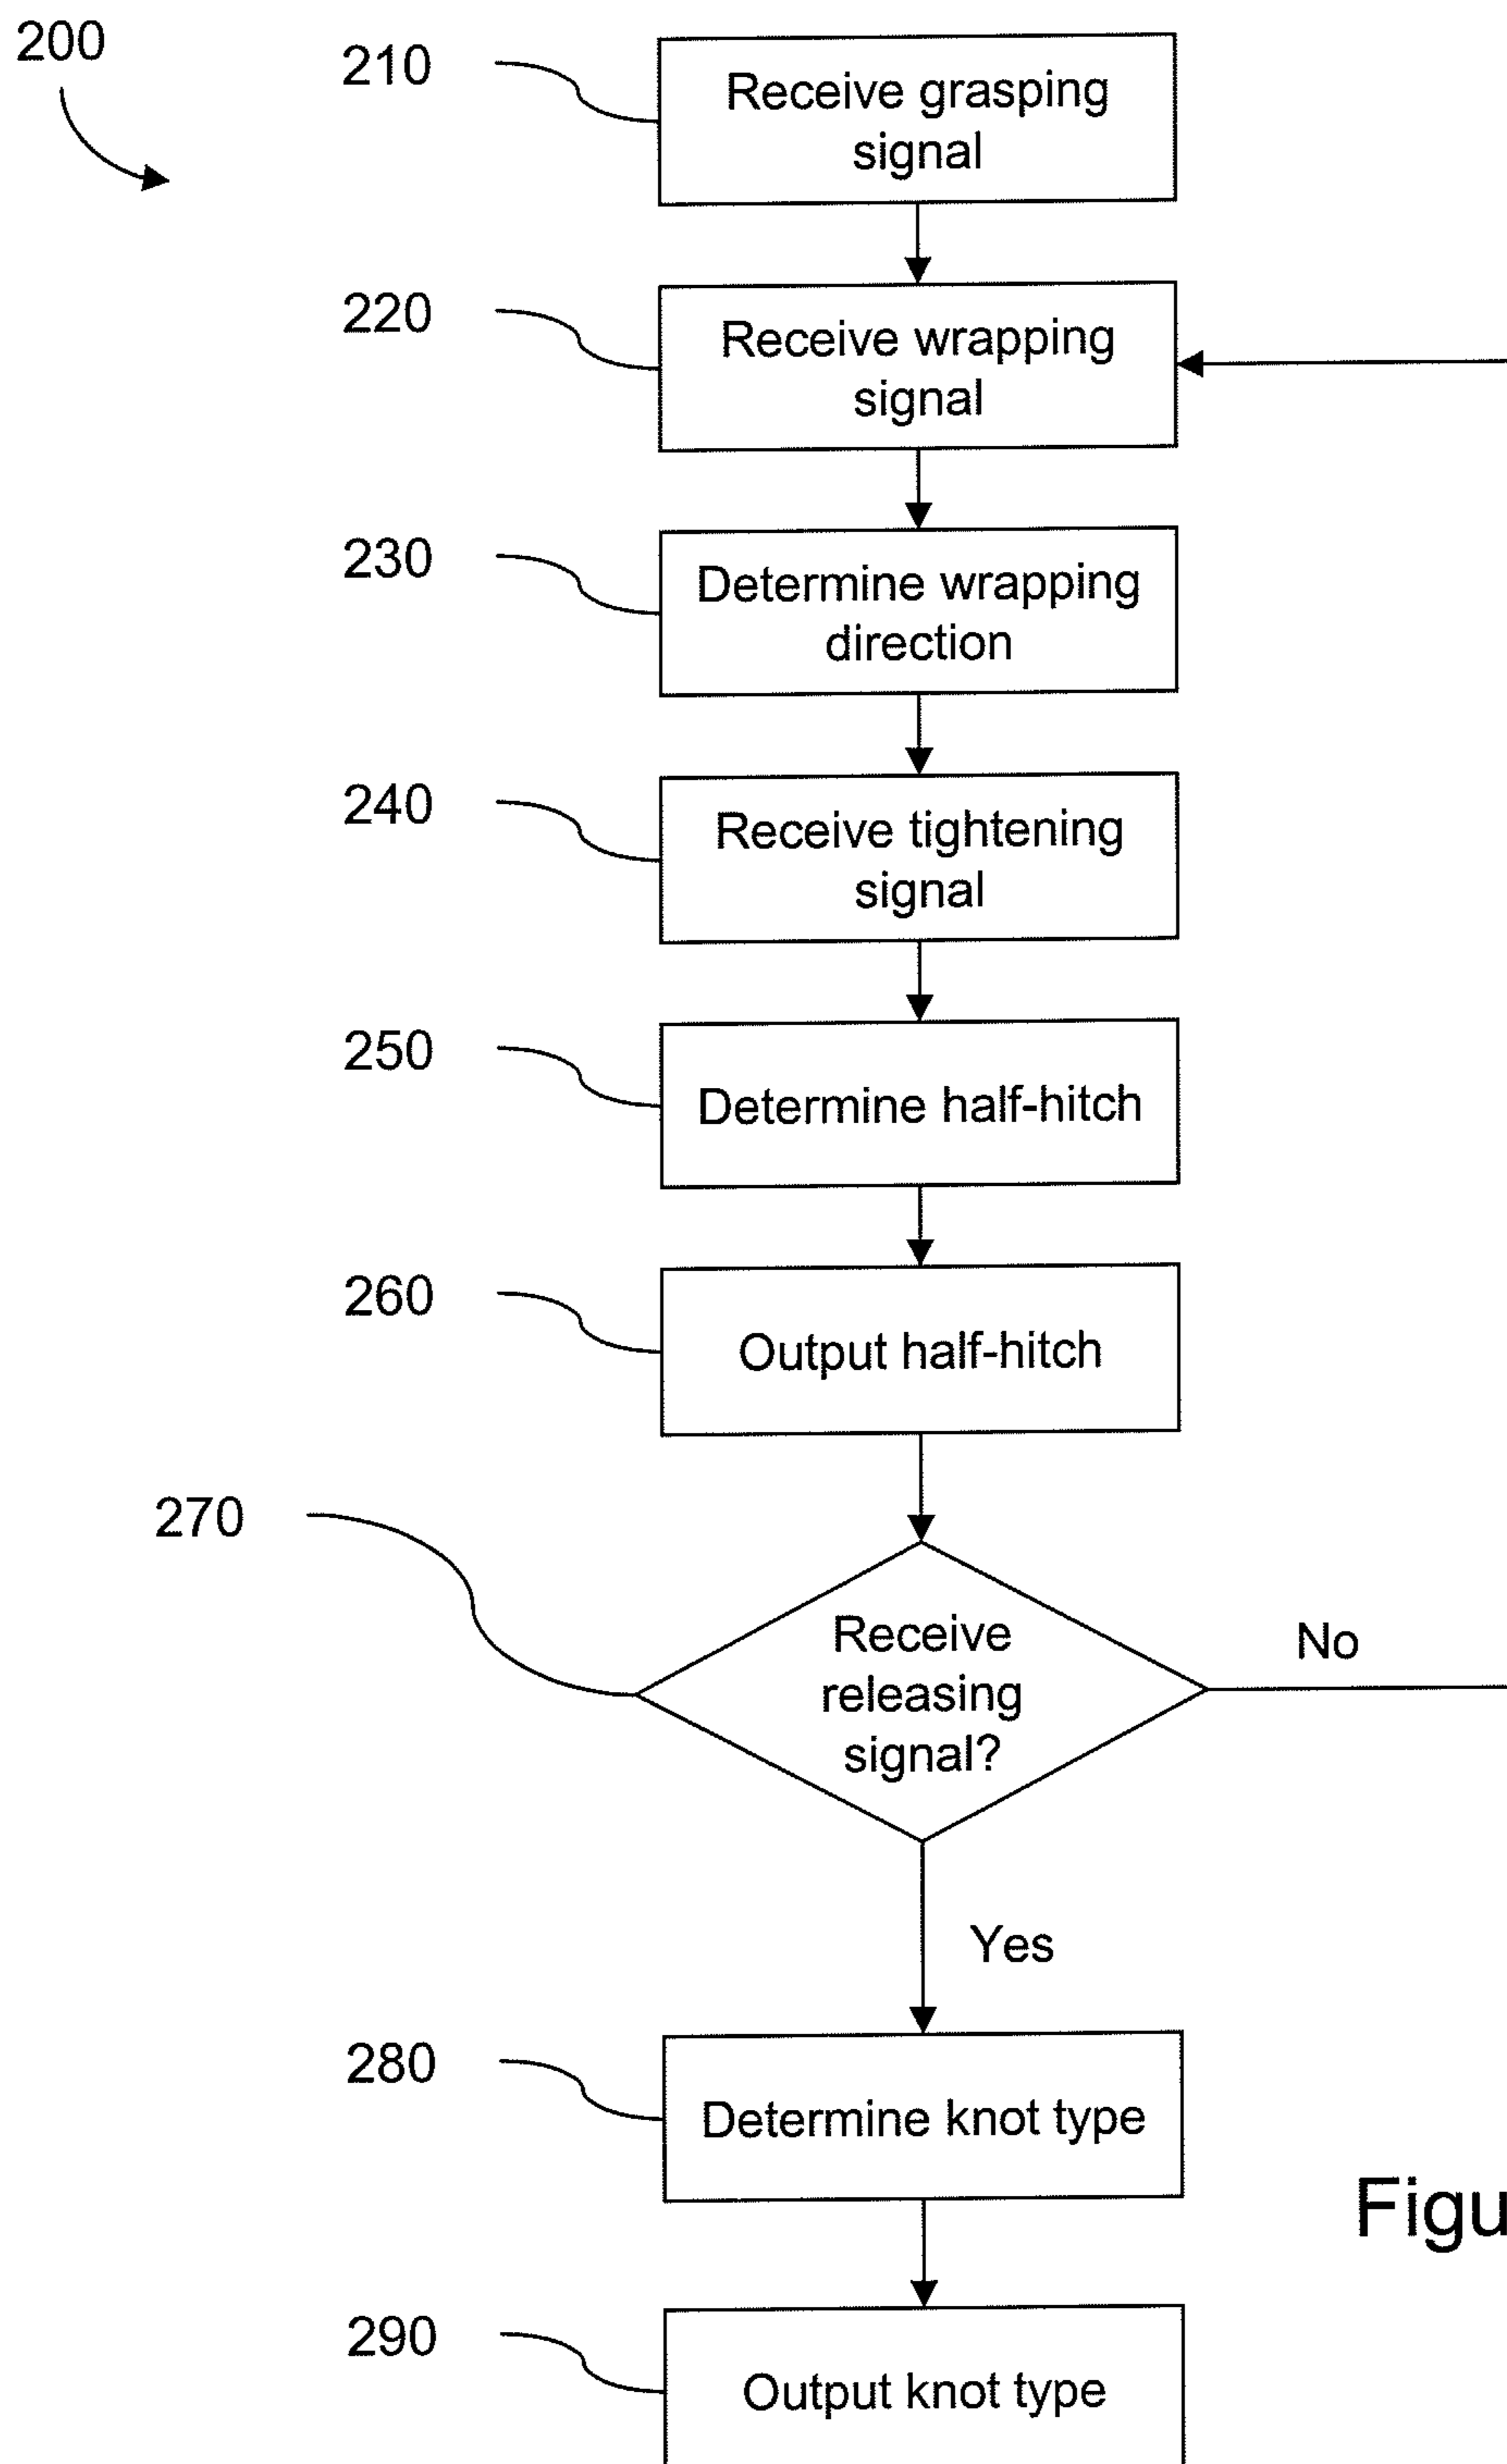 200
210
Receive grasping
signal
220
Receive wrapping
signal
230
Determine wrapping
direction
240
Receive tightening
signal
250
Determine half-hitch
260
Output half-hitch
270
Receive
releasing
signal?
No
Yes
280
Determine knot type
Figu
290
Output knot type